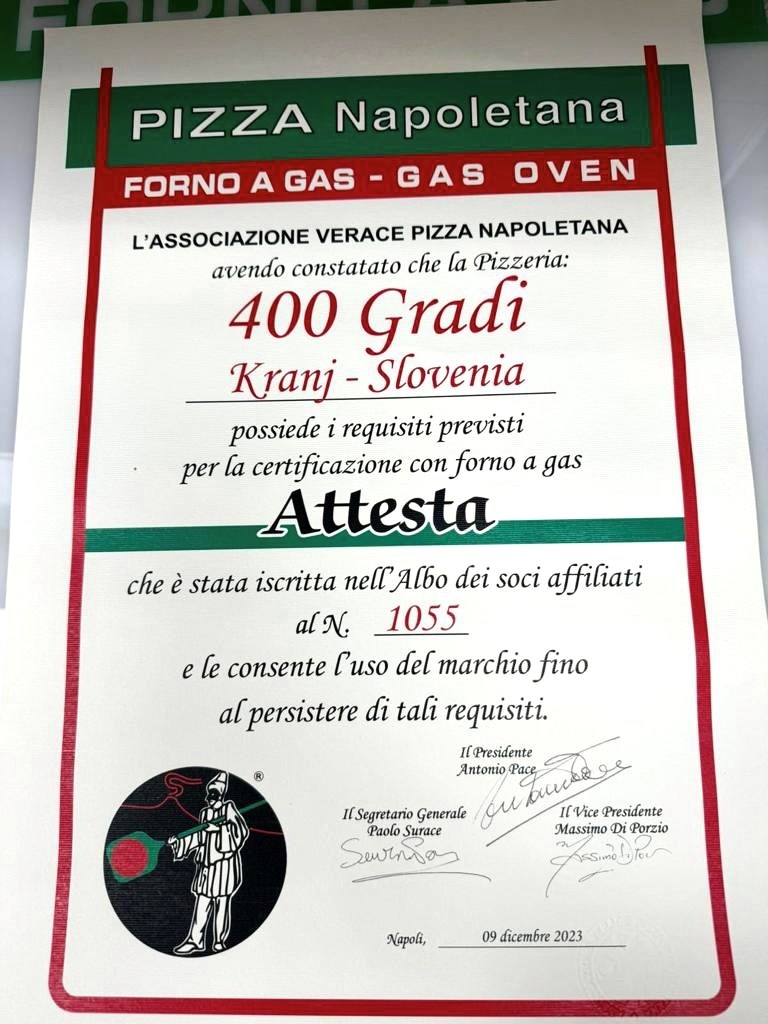 PIZZA Napoletana
FORNO A GAS - GAS OVEN
L'ASSOCIAZIONE VERACE PIZZA NAPOLETANA
avendo constatato che la Pizzeria:
400 Gradi
Kranj - Slovenia
possiede i requisiti previsti
per la certificazione con forno a gas
Attesta
che è stata iscritta nell'Albo dei soci affiliati
al N. 1055
e le consente l'uso del marchio fino
al persistere di tali requisiti.
®
Il Presidente
Antonio Pace
Il Segretario Generale
Paolo Surace
Il Vice Presidente
Massimo Di Porzio
Napoli, 09 dicembre 2023